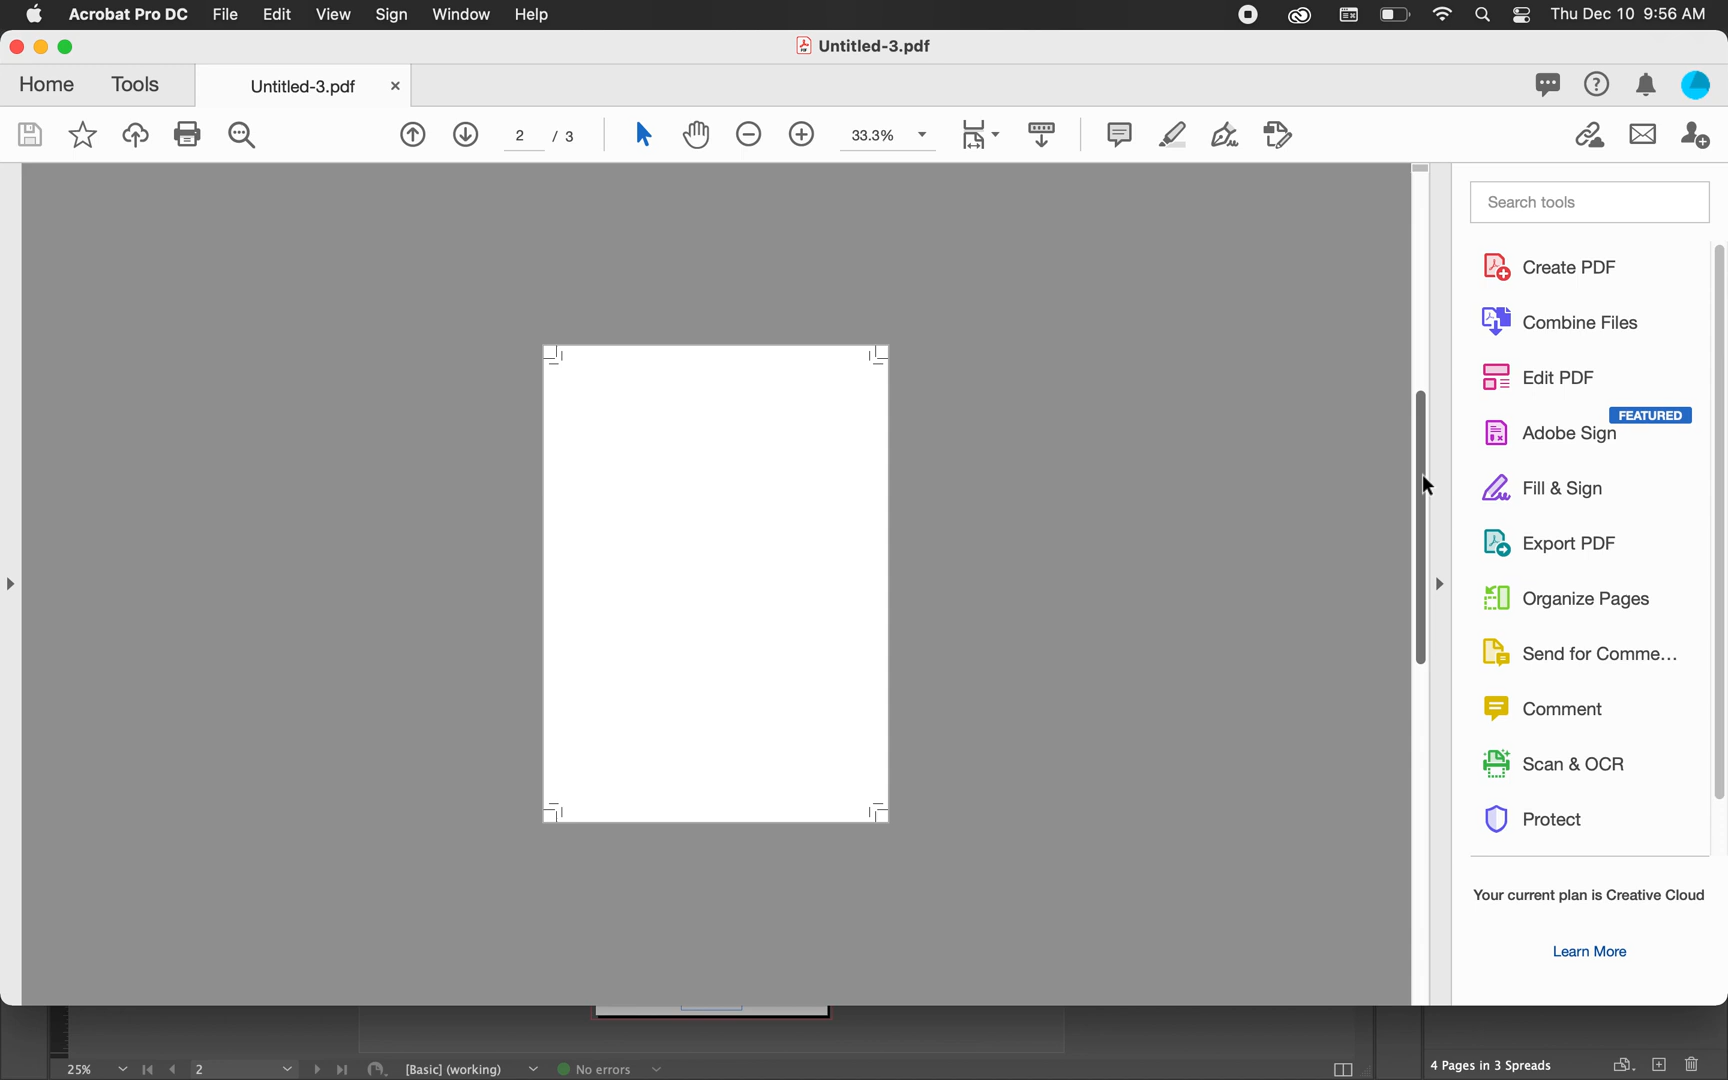 Acrobat Pro DC File Edit View Sign Window Help Thu Dec 10 9:56 AM
Untitled-3.pdf
Home Tools Untitled-3.pdf ×
2 / 3 33.3%
Search tools
Create PDF
Combine Files
Edit PDF
FEATURED
Adobe Sign
Fill & Sign
Export PDF
Organize Pages
Send for Comme...
Comment
Scan & OCR
Protect
Your current plan is Creative Cloud
Learn More
25% 2 [Basic] (working) No errors 4 Pages in 3 Spreads